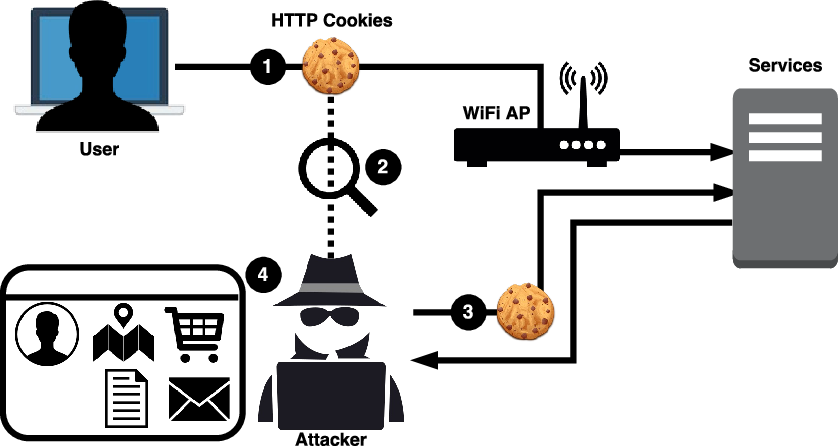 HTTP Cookies
1
Services
WiFi AP
User
2
4
3
Attacker